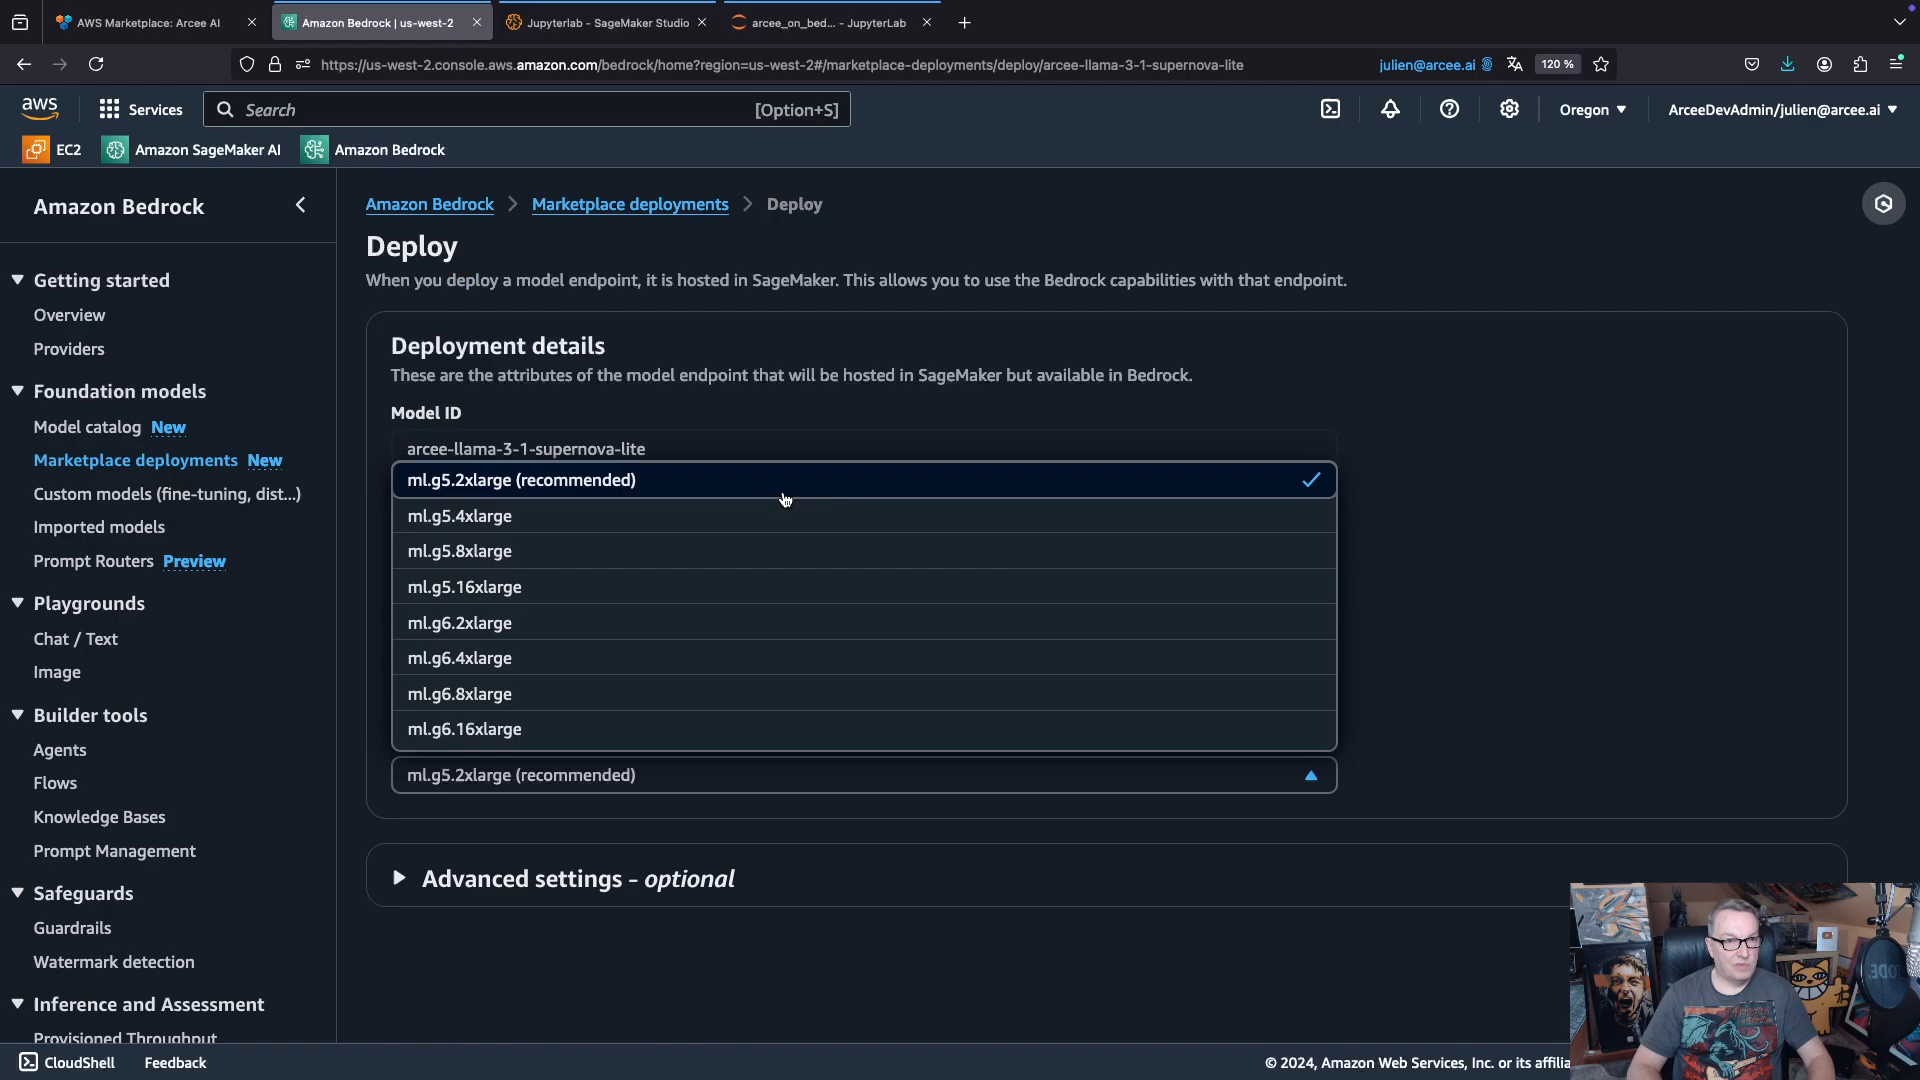 AWS Marketplace: Arcee AI
Amazon Bedrock | us-west-2
Jupyterlab - SageMaker Studio
arcee_on_bed... - JupyterLab
https://us-west-2.console.aws.amazon.com/bedrock/home?region=us-west-2#/marketplace-deployments/deploy/arcee-llama-3-1-supernova-lite
julien@arcee.ai
120 %
aws
Services
Search
[Option+S]
Oregon
ArceeDevAdmin/julien@arcee.ai
EC2
Amazon SageMaker AI
Amazon Bedrock
Amazon Bedrock
Getting started
Overview
Providers
Foundation models
Model catalog New
Marketplace deployments New
Custom models (fine-tuning, dist...)
Imported models
Prompt Routers Preview
Playgrounds
Chat / Text
Image
Builder tools
Agents
Flows
Knowledge Bases
Prompt Management
Safeguards
Guardrails
Watermark detection
Inference and Assessment
Provisioned Throughput
Amazon Bedrock > Marketplace deployments > Deploy
Deploy
When you deploy a model endpoint, it is hosted in SageMaker. This allows you to use the Bedrock capabilities with that endpoint.
Deployment details
These are the attributes of the model endpoint that will be hosted in SageMaker but available in Bedrock.
Model ID
arcee-llama-3-1-supernova-lite
ml.g5.2xlarge (recommended)
ml.g5.4xlarge
ml.g5.8xlarge
ml.g5.16xlarge
ml.g6.2xlarge
ml.g6.4xlarge
ml.g6.8xlarge
ml.g6.16xlarge
ml.g5.2xlarge (recommended)
Advanced settings - optional
CloudShell
Feedback
© 2024, Amazon Web Services, Inc. or its affilia